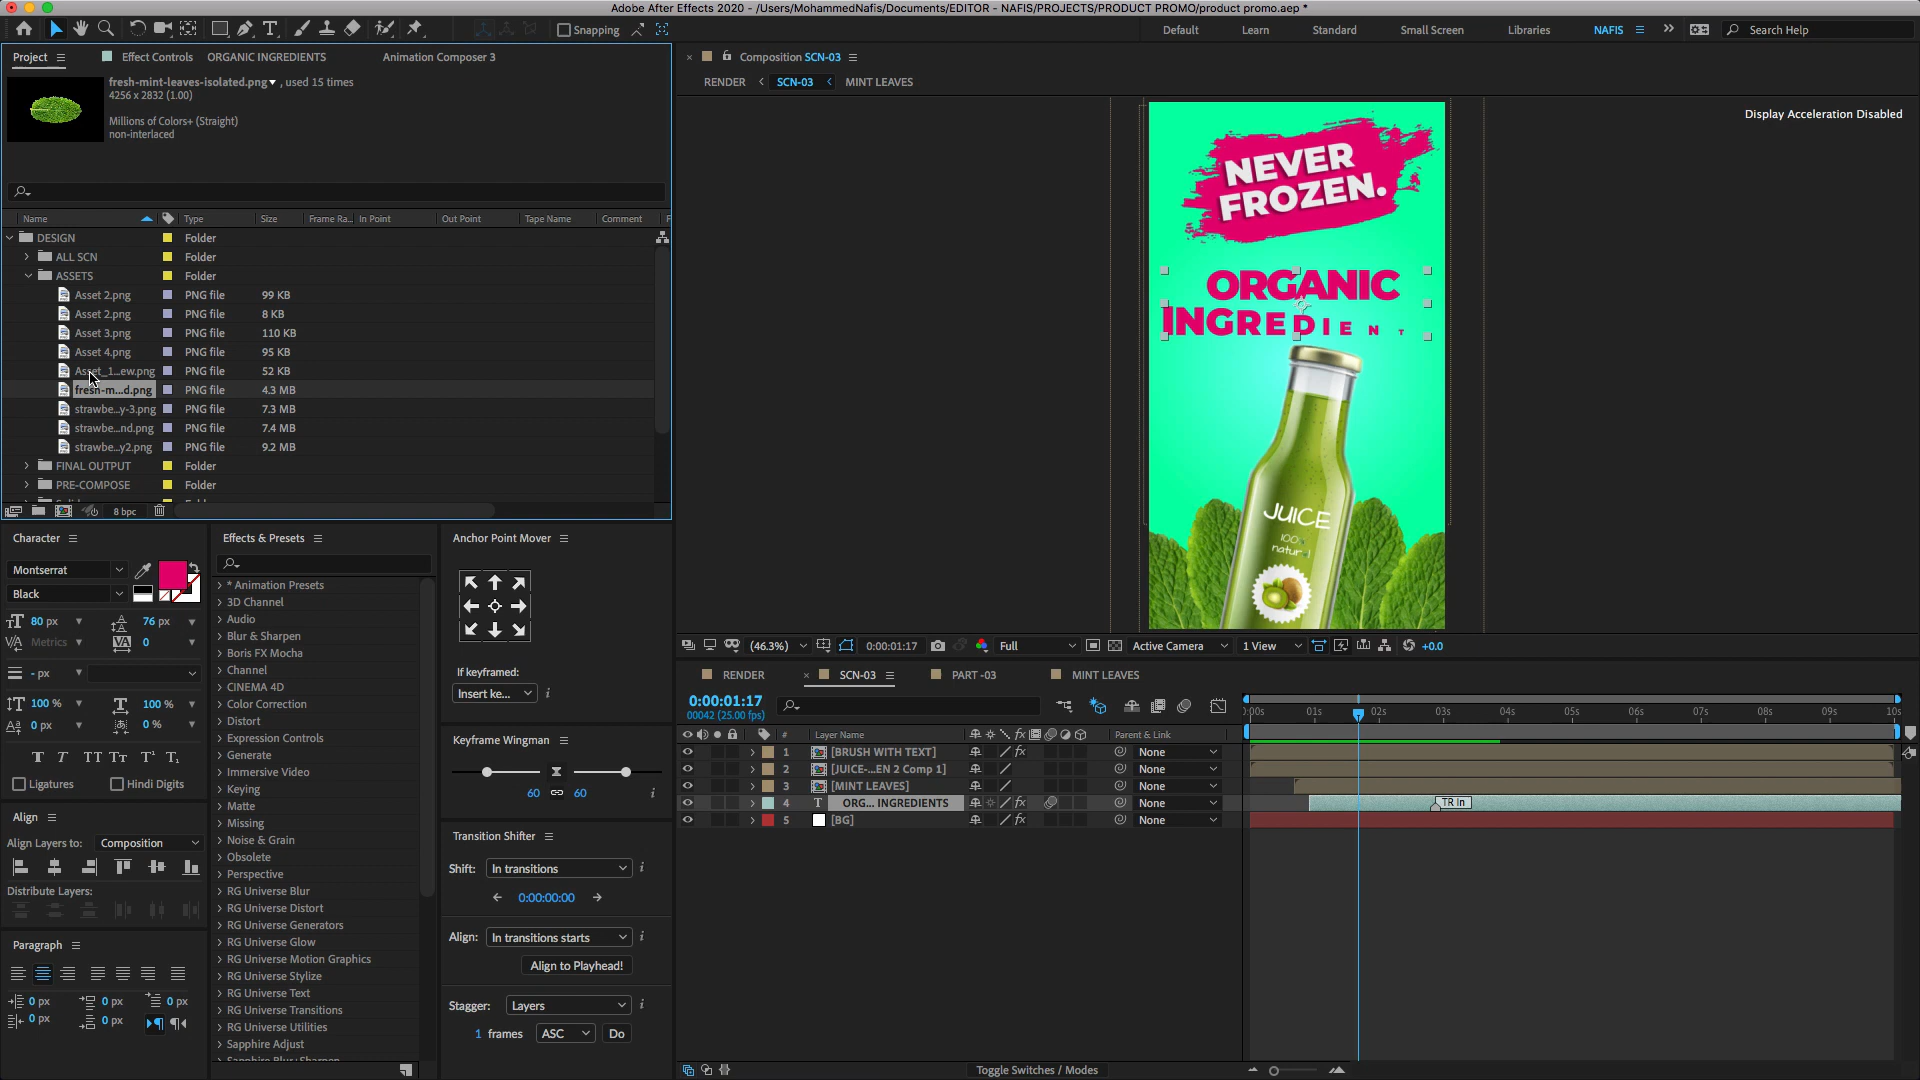 Adobe After Effects 2020 - /Users/MohammedNafis/Documents/EDITOR - NAFIS/PROJECTS/PRODUCT PROMO/product promo.aep *
Snapping
Default
Learn
Standard
Small Screen
Libraries
NAFIS
Search Help
Project
Effect Controls ORGANIC INGREDIENTS
Animation Composer 3
fresh-mint-leaves-isolated.png , used 15 times
4256 x 2832 (1.00)
Millions of Colors+ (Straight)
non-interlaced
Name Type Size Frame Ra... In Point Out Point Tape Name Comment F
DESIGN Folder
ALL SCN Folder
ASSETS Folder
Asset 2.png PNG file 99 KB
Asset 2.png PNG file 8 KB
Asset 3.png PNG file 110 KB
Asset 4.png PNG file 95 KB
Asset_1...ew.png PNG file 52 KB
fresh-m...d.png PNG file 4.3 MB
strawbe...y-3.png PNG file 7.3 MB
strawbe...nd.png PNG file 7.4 MB
strawbe...y2.png PNG file 9.2 MB
FINAL OUTPUT Folder
PRE-COMPOSE Folder
8 bpc
Composition SCN-03
RENDER SCN-03 MINT LEAVES
Display Acceleration Disabled
NEVER
FROZEN.
ORGANIC
INGREDIENT
JUICE
100%
natural
(46.3%) 0:00:01:17 Full Active Camera 1 View +0.0
Character
Montserrat
Black
80 px 76 px
Metrics 0
- px
100 % 100 %
0 px 0 %
T T TT Tt T¹ T₁
Ligatures Hindi Digits
Align
Align Layers to: Composition
Distribute Layers:
Paragraph
0 px 0 px 0 px
0 px 0 px
Effects & Presets
* Animation Presets
3D Channel
Audio
Blur & Sharpen
Boris FX Mocha
Channel
CINEMA 4D
Color Correction
Distort
Expression Controls
Generate
Immersive Video
Keying
Matte
Missing
Noise & Grain
Obsolete
Perspective
RG Universe Blur
RG Universe Distort
RG Universe Generators
RG Universe Glow
RG Universe Motion Graphics
RG Universe Stylize
RG Universe Text
RG Universe Transitions
RG Universe Utilities
Sapphire Adjust
Sapphire Blur+Sharpen
Anchor Point Mover
If keyframed:
Insert ke...
Keyframe Wingman
60 60
Transition Shifter
Shift: In transitions
0:00:00:00
Align: In transitions starts
Align to Playhead!
Stagger: Layers
1 frames ASC Do
RENDER SCN-03 PART -03 MINT LEAVES
0:00:01:17
00042 (25.00 fps)
:00s 01s 02s 03s 04s 05s 06s 07s 08s 09s 10s
# Layer Name fx Parent & Link
1 [BRUSH WITH TEXT] fx None
2 [JUICE-...EN 2 Comp 1] None
3 [MINT LEAVES] None
4 T ORG... INGREDIENTS fx None
TR In
5 [BG] fx None
Toggle Switches / Modes